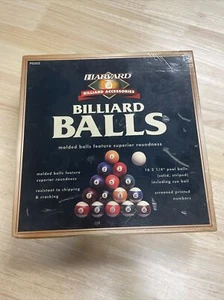 HARVARD
BILLIARD ACCESSORIES
BILLIARD
BALLS
molded balls feature superior roundness
molded balls feature
superior roundness
resistant to chipping
& cracking
16 2 1/4" pool balls
(solid, striped)
including cue ball
screened printed
numbers